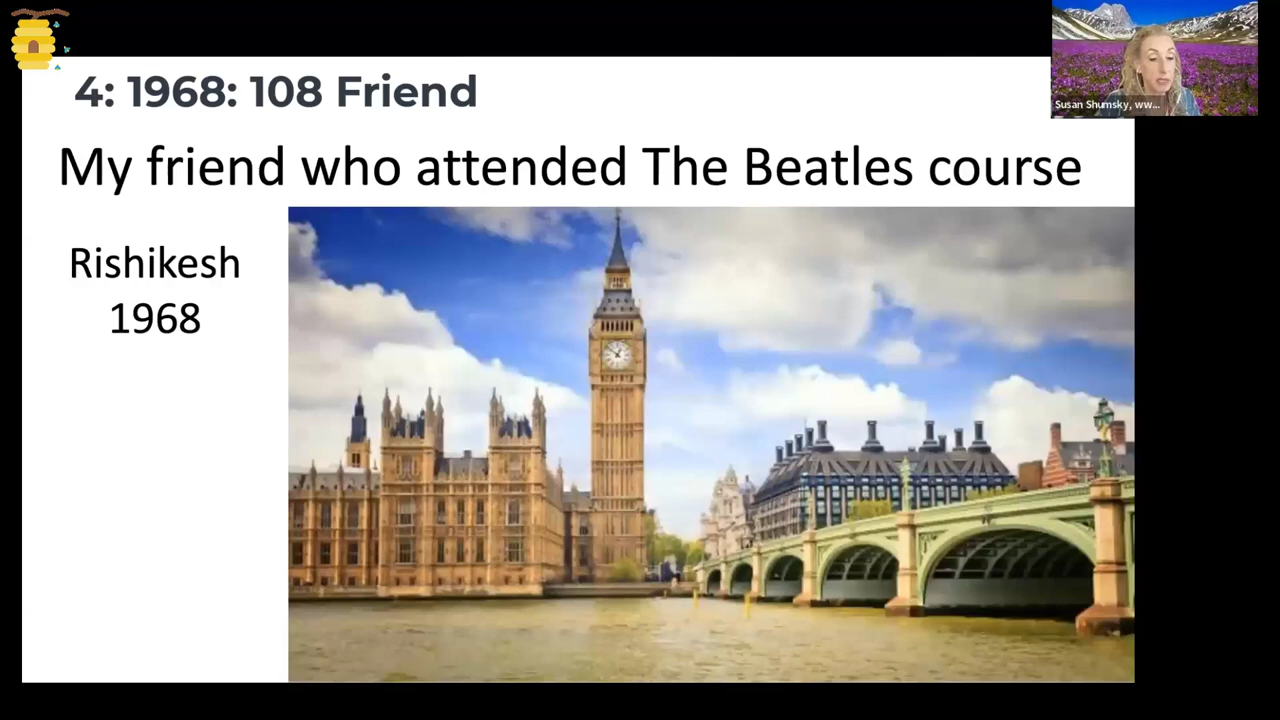 4: 1968: 108 Friend
Susan Shumsky, ww...
My friend who attended The Beatles course
Rishikesh
1968